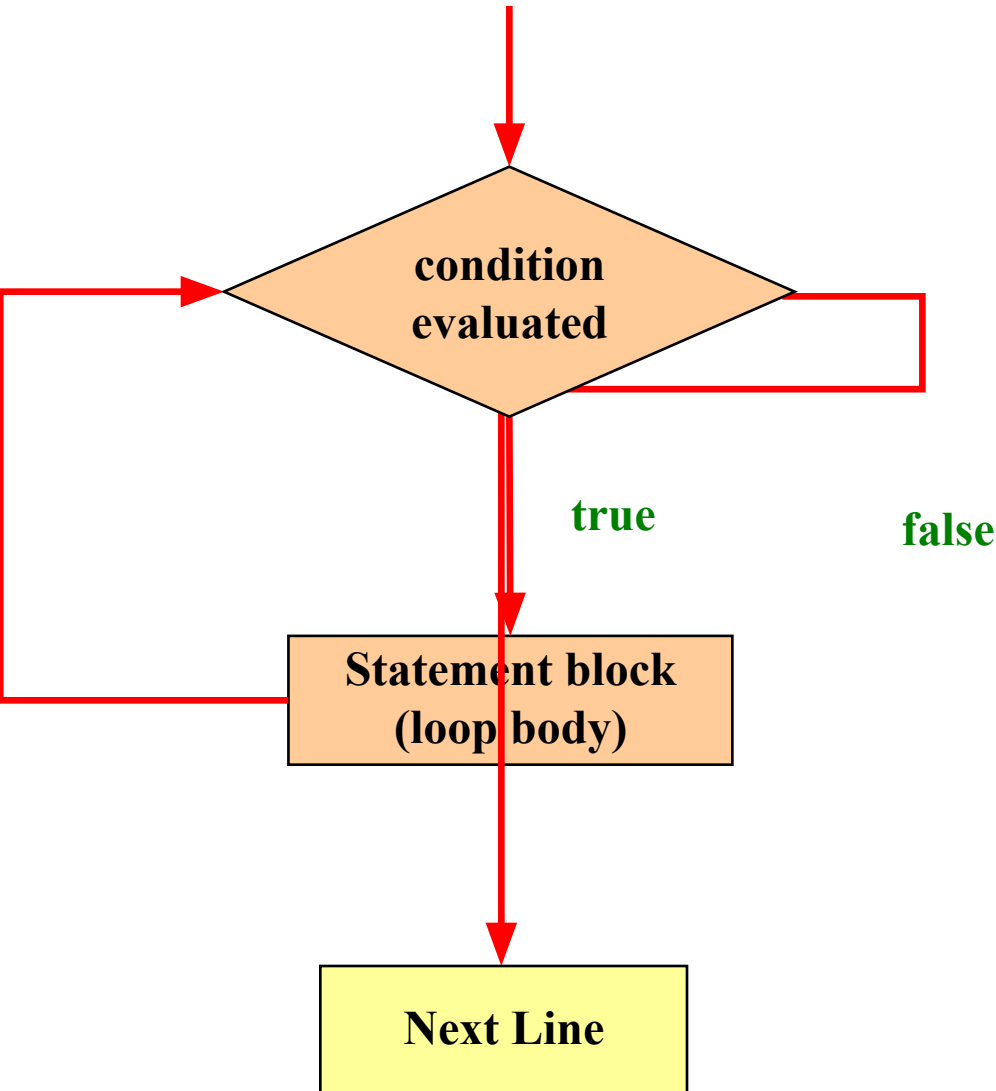 condition
evaluated
true
false
Statement block
(loop body)
Next Line